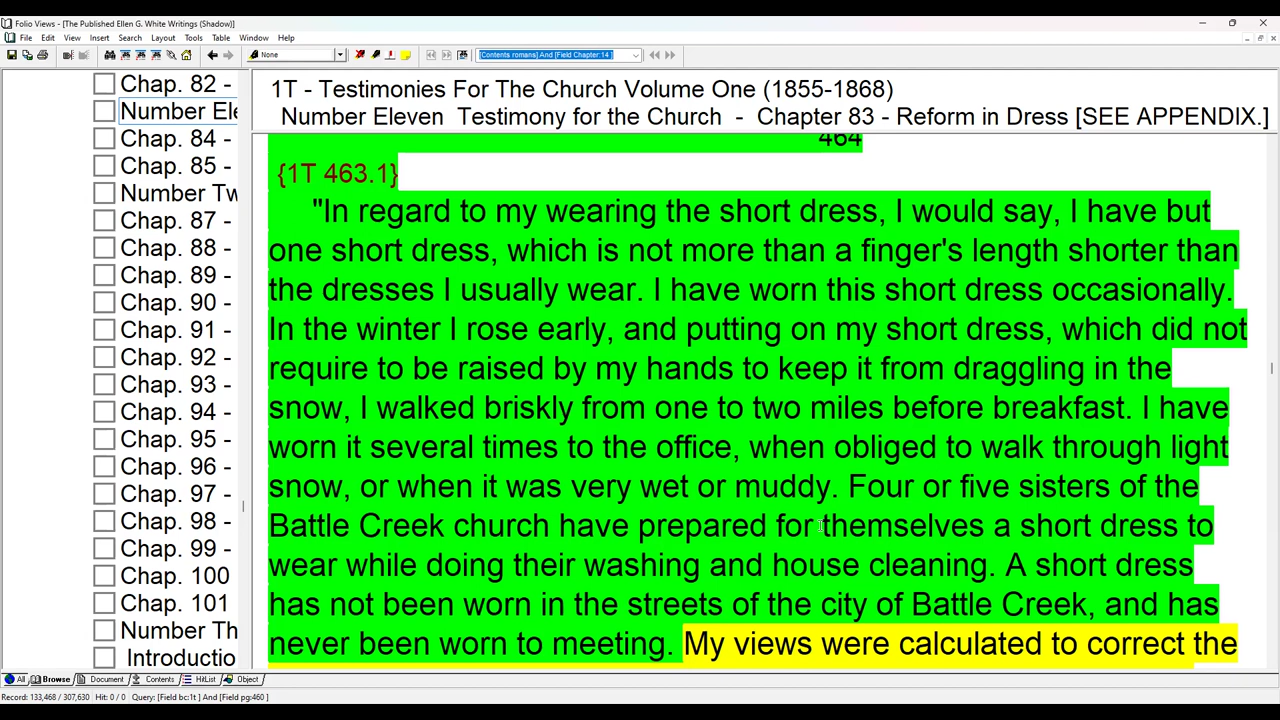 Folio Views - [The Published Ellen G. White Writings (Shadow)]
File Edit View Insert Search Layout Tools Window Help
None
[Contents romans] And [Field Chapter:14 ]
Chap. 82 -
Number Ele
Chap. 84 -
Chap. 85 -
Number Tw
Chap. 87 -
Chap. 88 -
Chap. 89 -
Chap. 90 -
Chap. 91 -
Chap. 92 -
Chap. 93 -
Chap. 94 -
Chap. 95 -
Chap. 96 -
Chap. 97 -
Chap. 98 -
Chap. 99 -
Chap. 100
Chap. 101
Number Th
Introductio
1T - Testimonies For The Church Volume One (1855-1868)
Number Eleven Testimony for the Church - Chapter 83 - Reform in Dress [SEE APPENDIX.]
464
{1T 463.1}
"In regard to my wearing the short dress, I would say, I have but
one short dress, which is not more than a finger's length shorter than
the dresses I usually wear. I have worn this short dress occasionally.
In the winter I rose early, and putting on my short dress, which did not
require to be raised by my hands to keep it from draggling in the
snow, I walked briskly from one to two miles before breakfast. I have
worn it several times to the office, when obliged to walk through light
snow, or when it was very wet or muddy. Four or five sisters of the
Battle Creek church have prepared for themselves a short dress to
wear while doing their washing and house cleaning. A short dress
has not been worn in the streets of the city of Battle Creek, and has
never been worn to meeting. My views were calculated to correct the
All Browse Document Contents HitList Object
Record: 133,468 / 307,630 Hit: 0 / 0 Query: [Field bc:1t ] And [Field pg:460 ]